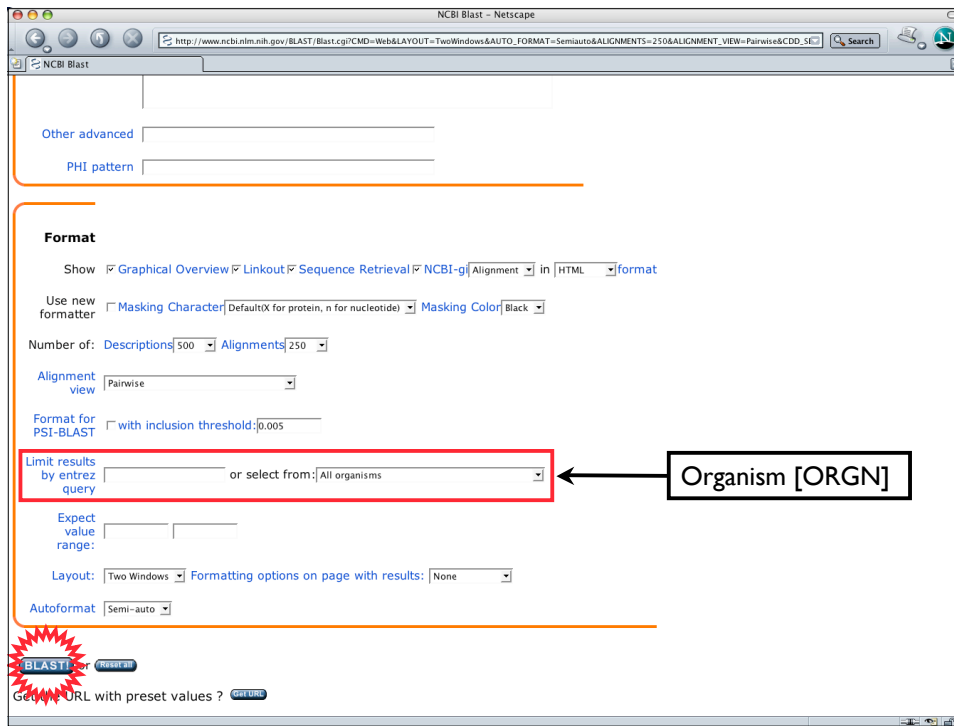 NCBI Blast - Netscape
http://www.ncbi.nlm.nih.gov/BLAST/Blast.cgi?CMD=Web&LAYOUT=TwoWindows&AUTO_FORMAT=Semiauto&ALIGNMENTS=250&ALIGNMENT_VIEW=Pairwise&CDD_SE Search N
NCBI Blast
Other advanced
PHI pattern
Format
Show Graphical Overview Linkout Sequence Retrieval NCBI-gi Alignment in HTML format
Use new
formatter Masking Character Default(X for protein, n for nucleotide) Masking Color Black
Number of: Descriptions 500 Alignments 250
Alignment
view Pairwise
Format for
PSI-BLAST with inclusion threshold: 0.005
Limit results
by entrez
query or select from: All organisms
Organism [ORGN]
Expect
value
range:
Layout: Two Windows Formatting options on page with results: None
Autoformat Semi-auto
BLAST! or Reset all
Get the URL with preset values ? Get URL